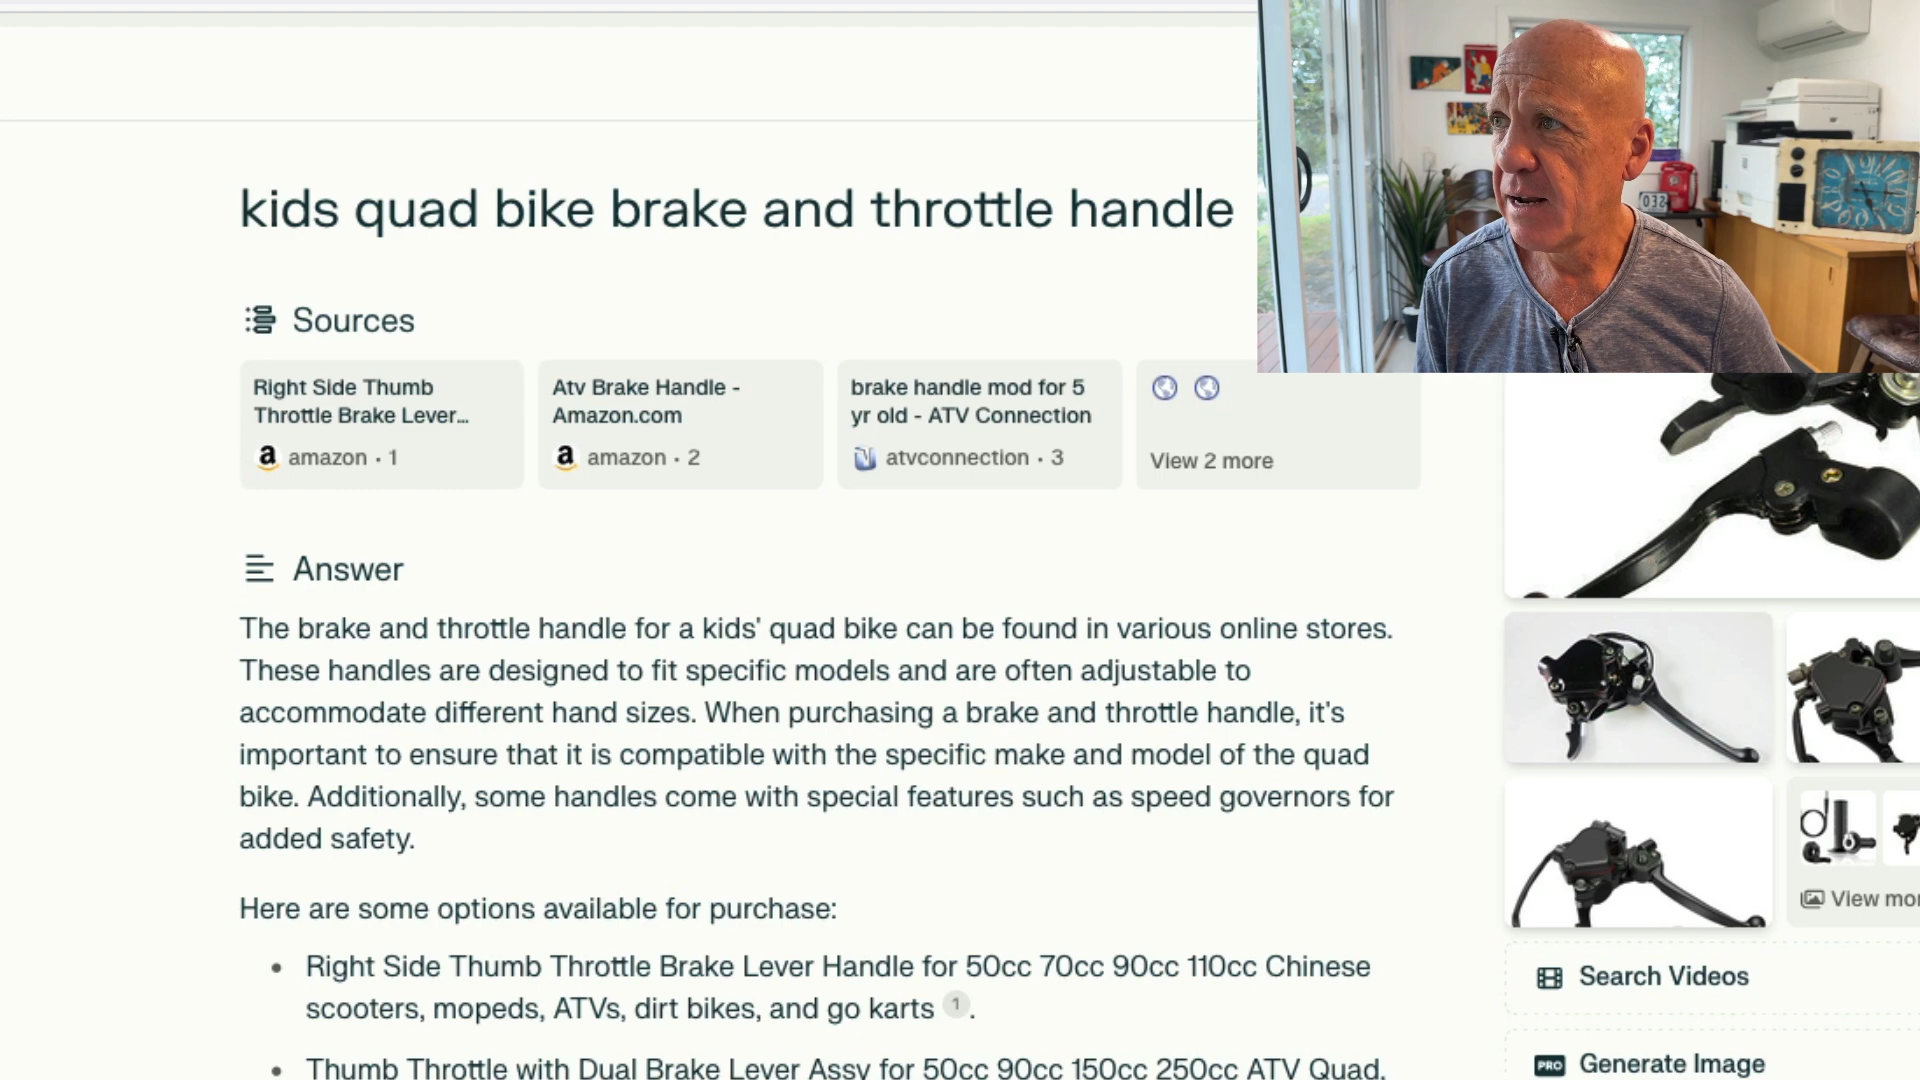 kids quad bike brake and throttle handle
Sources
Right Side Thumb
Throttle Brake Lever...
amazon · 1
Atv Brake Handle -
Amazon.com
amazon · 2
brake handle mod for 5
yr old - ATV Connection
atvconnection · 3
View 2 more
Answer
The brake and throttle handle for a kids' quad bike can be found in various online stores.
These handles are designed to fit specific models and are often adjustable to
accommodate different hand sizes. When purchasing a brake and throttle handle, it's
important to ensure that it is compatible with the specific make and model of the quad
bike. Additionally, some handles come with special features such as speed governors for
added safety.
Here are some options available for purchase:
• Right Side Thumb Throttle Brake Lever Handle for 50cc 70cc 90cc 110cc Chinese
scooters, mopeds, ATVs, dirt bikes, and go karts 1.
• Thumb Throttle with Dual Brake Lever Assy for 50cc 90cc 150cc 250cc ATV Quad,
032
View mor
Search Videos
PRO Generate Image